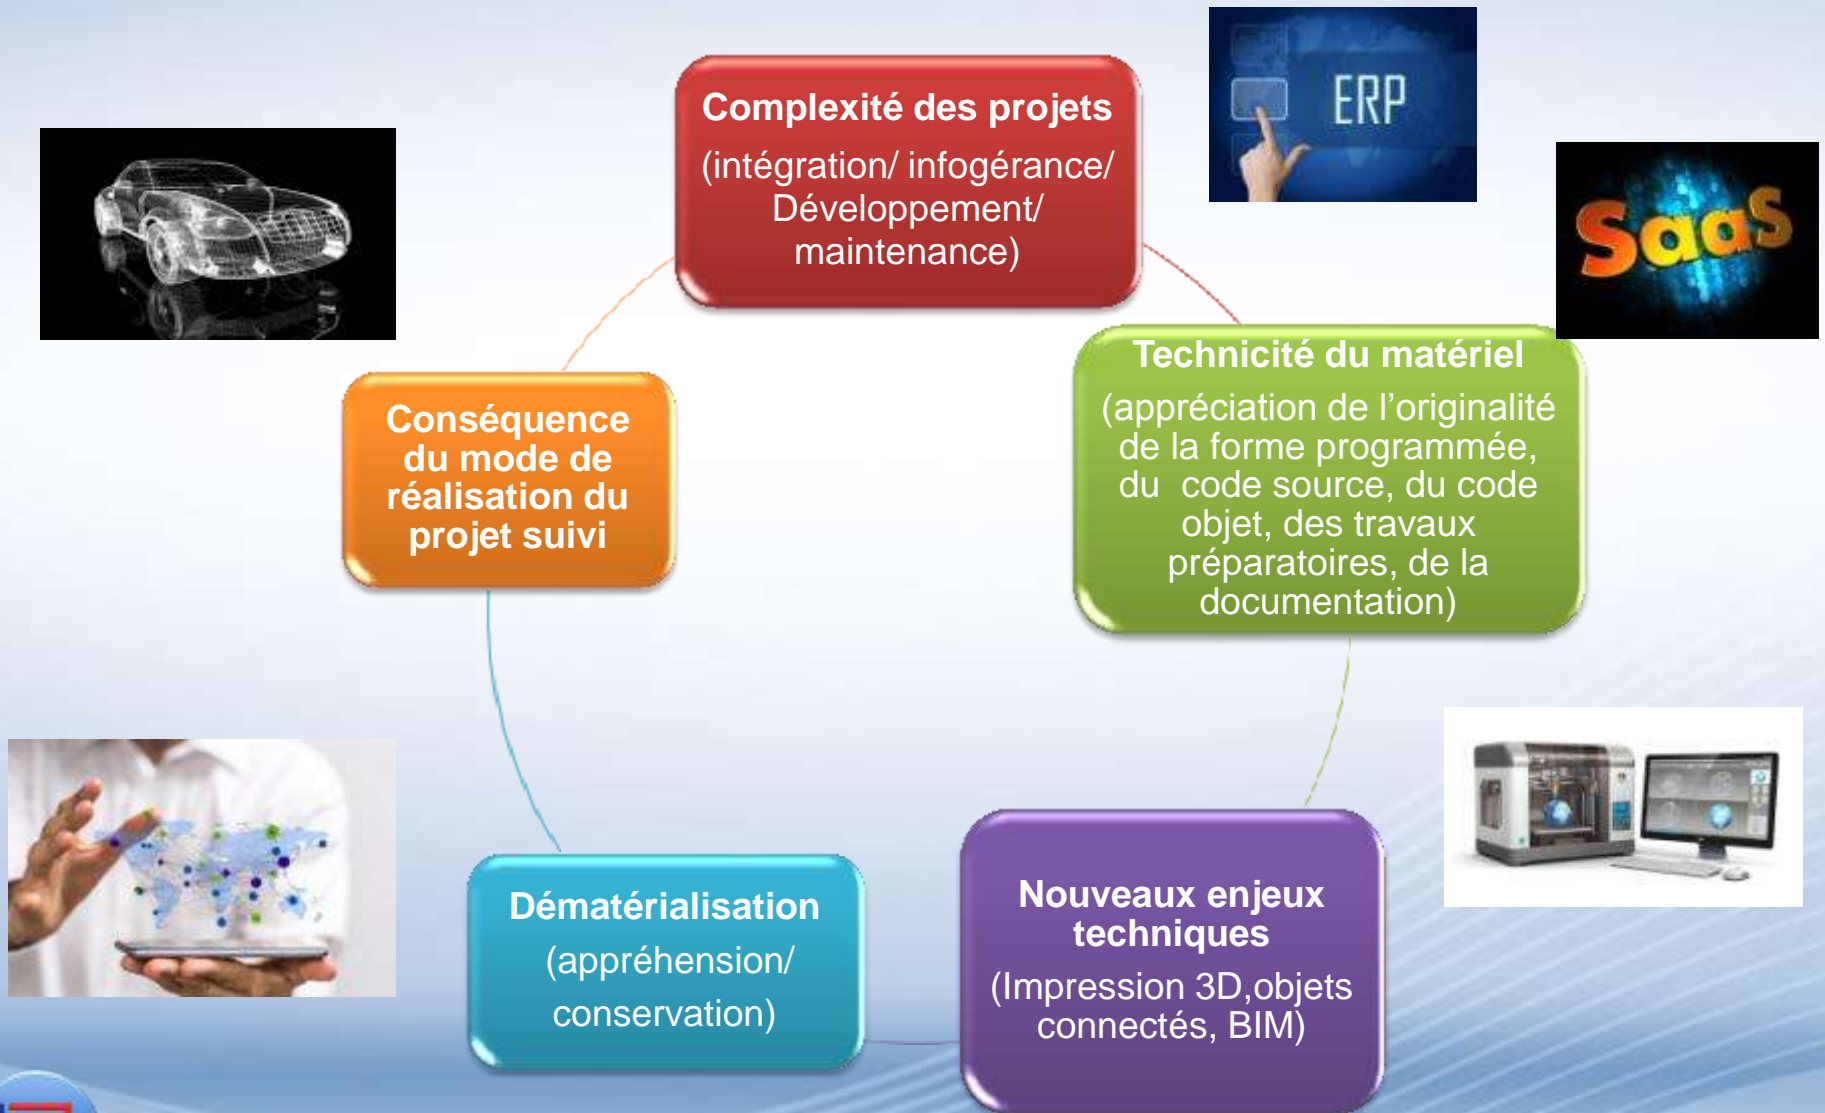 Complexité des projets
(intégration/ infogérance/
Développement/
maintenance)
ERP
SaaS
Technicité du matériel
(appréciation de l’originalité
de la forme programmée,
du code source, du code
objet, des travaux
préparatoires, de la
documentation)
Nouveaux enjeux
techniques
(Impression 3D,objets
connectés, BIM)
Dématérialisation
(appréhension/
conservation)
Conséquence
du mode de
réalisation du
projet suivi